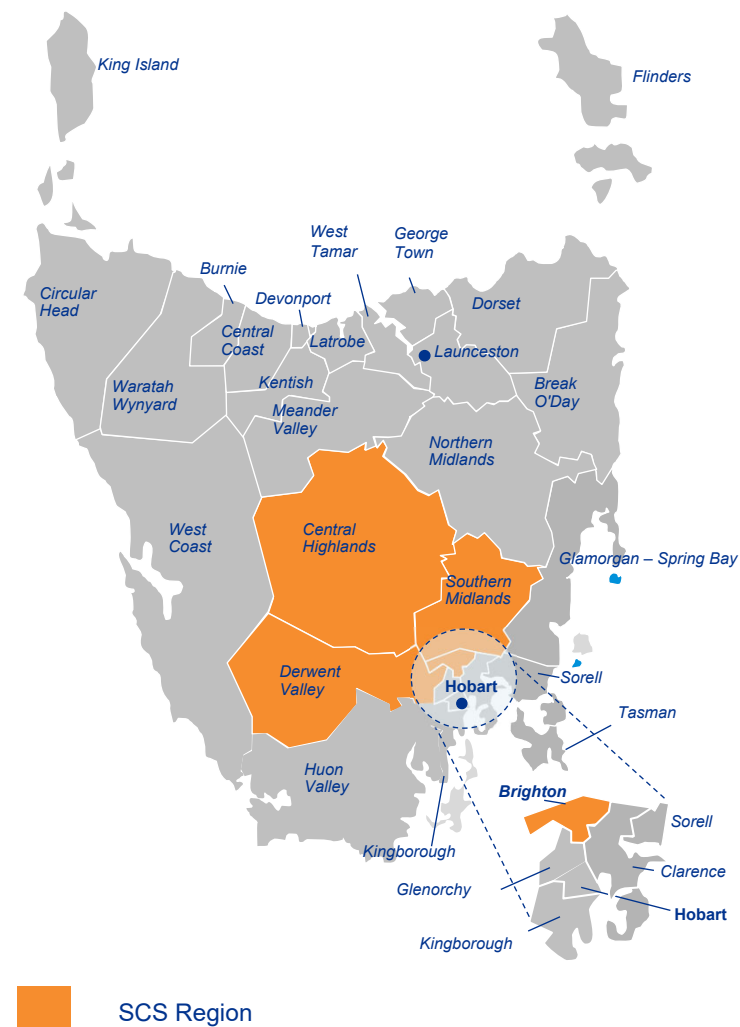 King Island
Flinders
West
Tamar
George
Town
Burnie
Devonport
Circular
Head
Dorset
Central
Coast
Latrobe
Launceston
Waratah
Wynyard
Kentish
Break
O'Day
Meander
Valley
Northern
Midlands
West
Coast
Central
Highlands
Glamorgan – Spring Bay
Southern
Midlands
Derwent
Valley
Hobart
Sorell
Tasman
Huon
Valley
Brighton
Sorell
Kingborough
Clarence
Glenorchy
Hobart
Kingborough
SCS Region